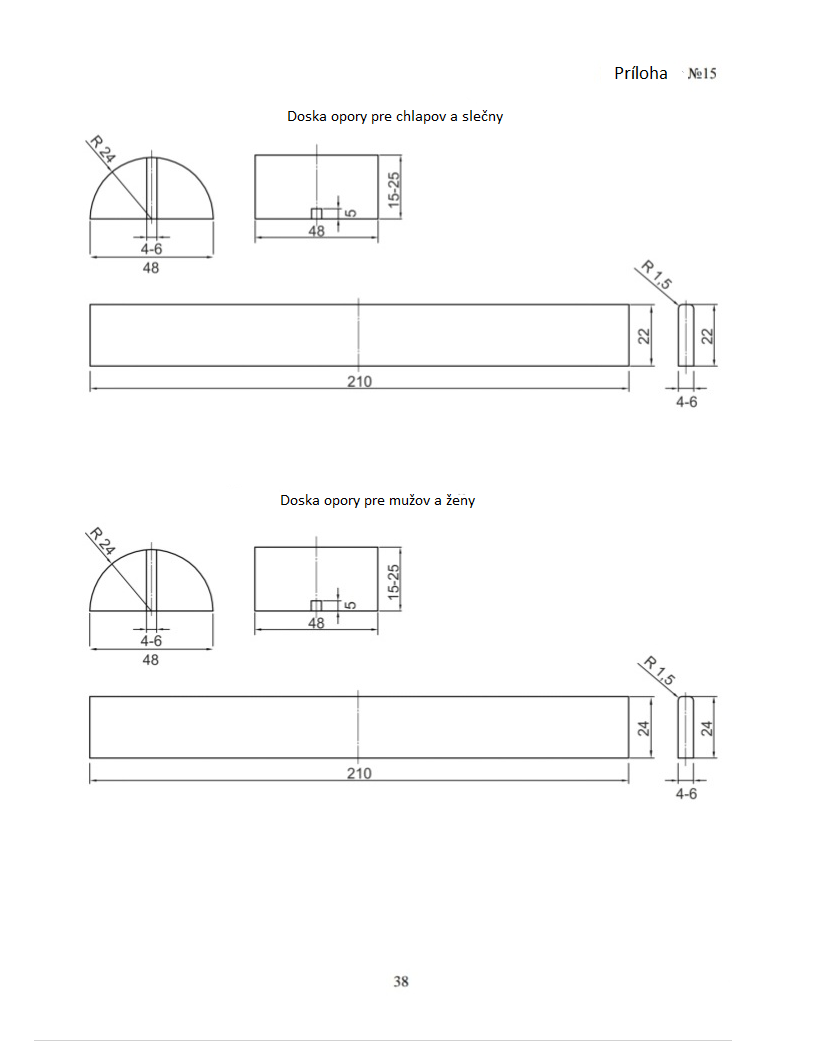 Príloha №15
Doska opory pre chlapov a slečny
R 24
15-25
5
48
4-6
48
R 1,5
22
22
210
4-6
Doska opory pre mužov a ženy
R 24
15-25
5
48
4-6
48
R 1,5
24
24
210
4-6
38